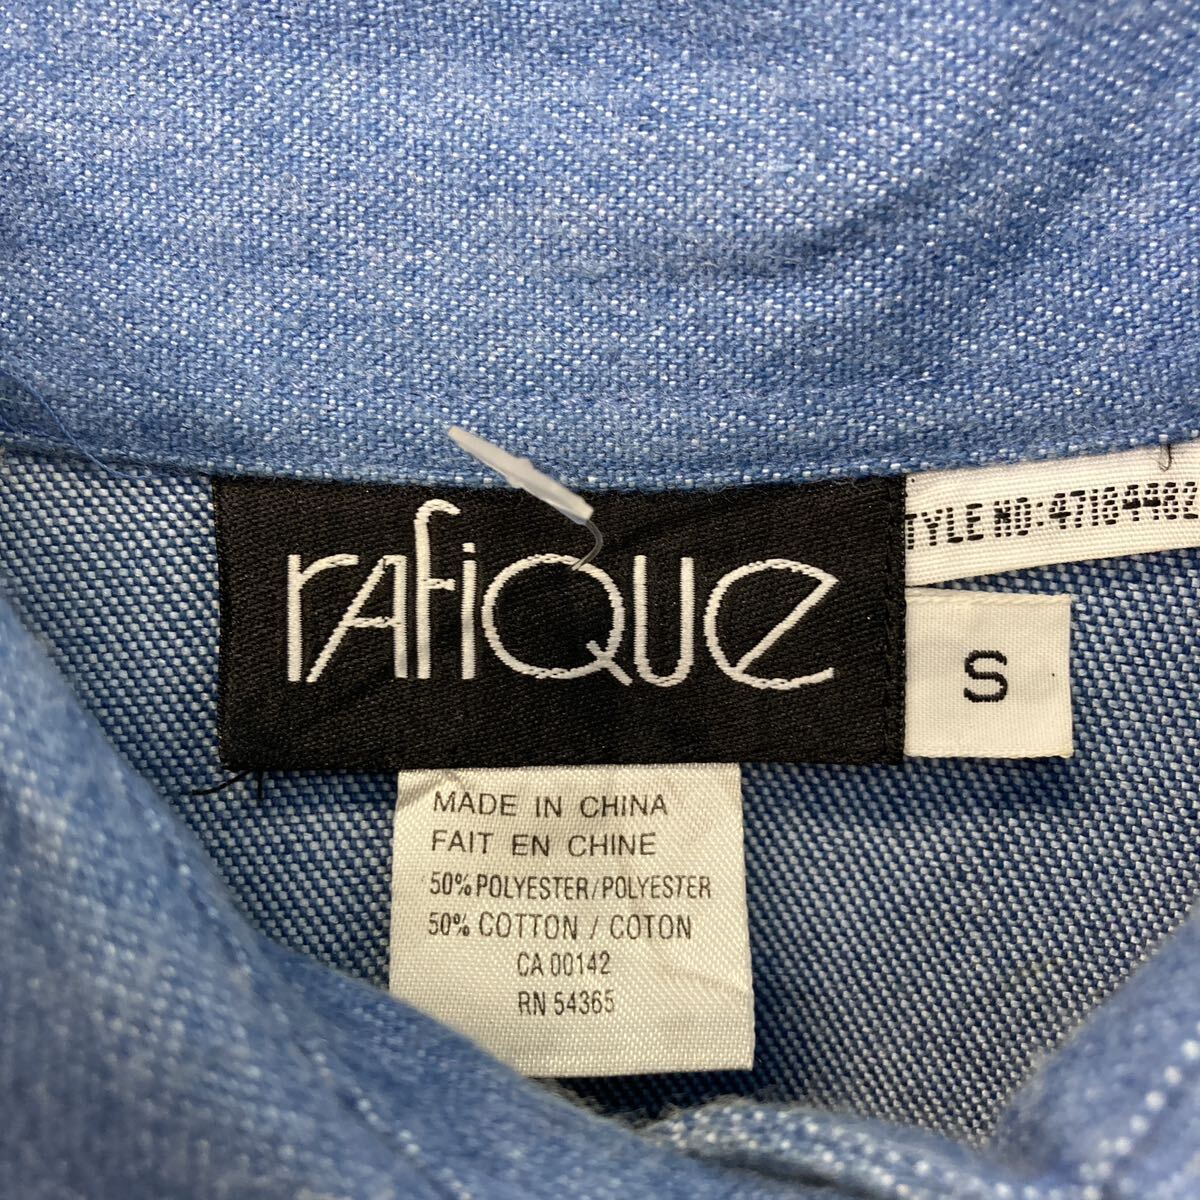 rafique
TYLE NO:47184482
S
MADE IN CHINA
FAIT EN CHINE
50% POLYESTER/POLYESTER
50% COTTON / COTON
CA 00142
RN 54365